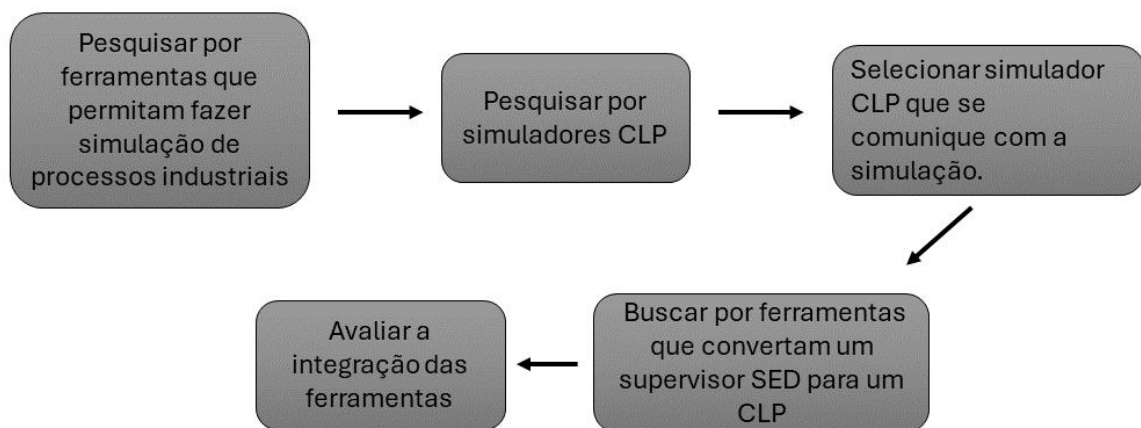 Pesquisar por
ferramentas que
permitam fazer
simulação de
processos industriais
Pesquisar por
simuladores CLP
Selecionar simulador
CLP que se
comunique com a
simulação.
Buscar por ferramentas
que convertam um
supervisor SED para um
CLP
Avaliar a
integração das
ferramentas